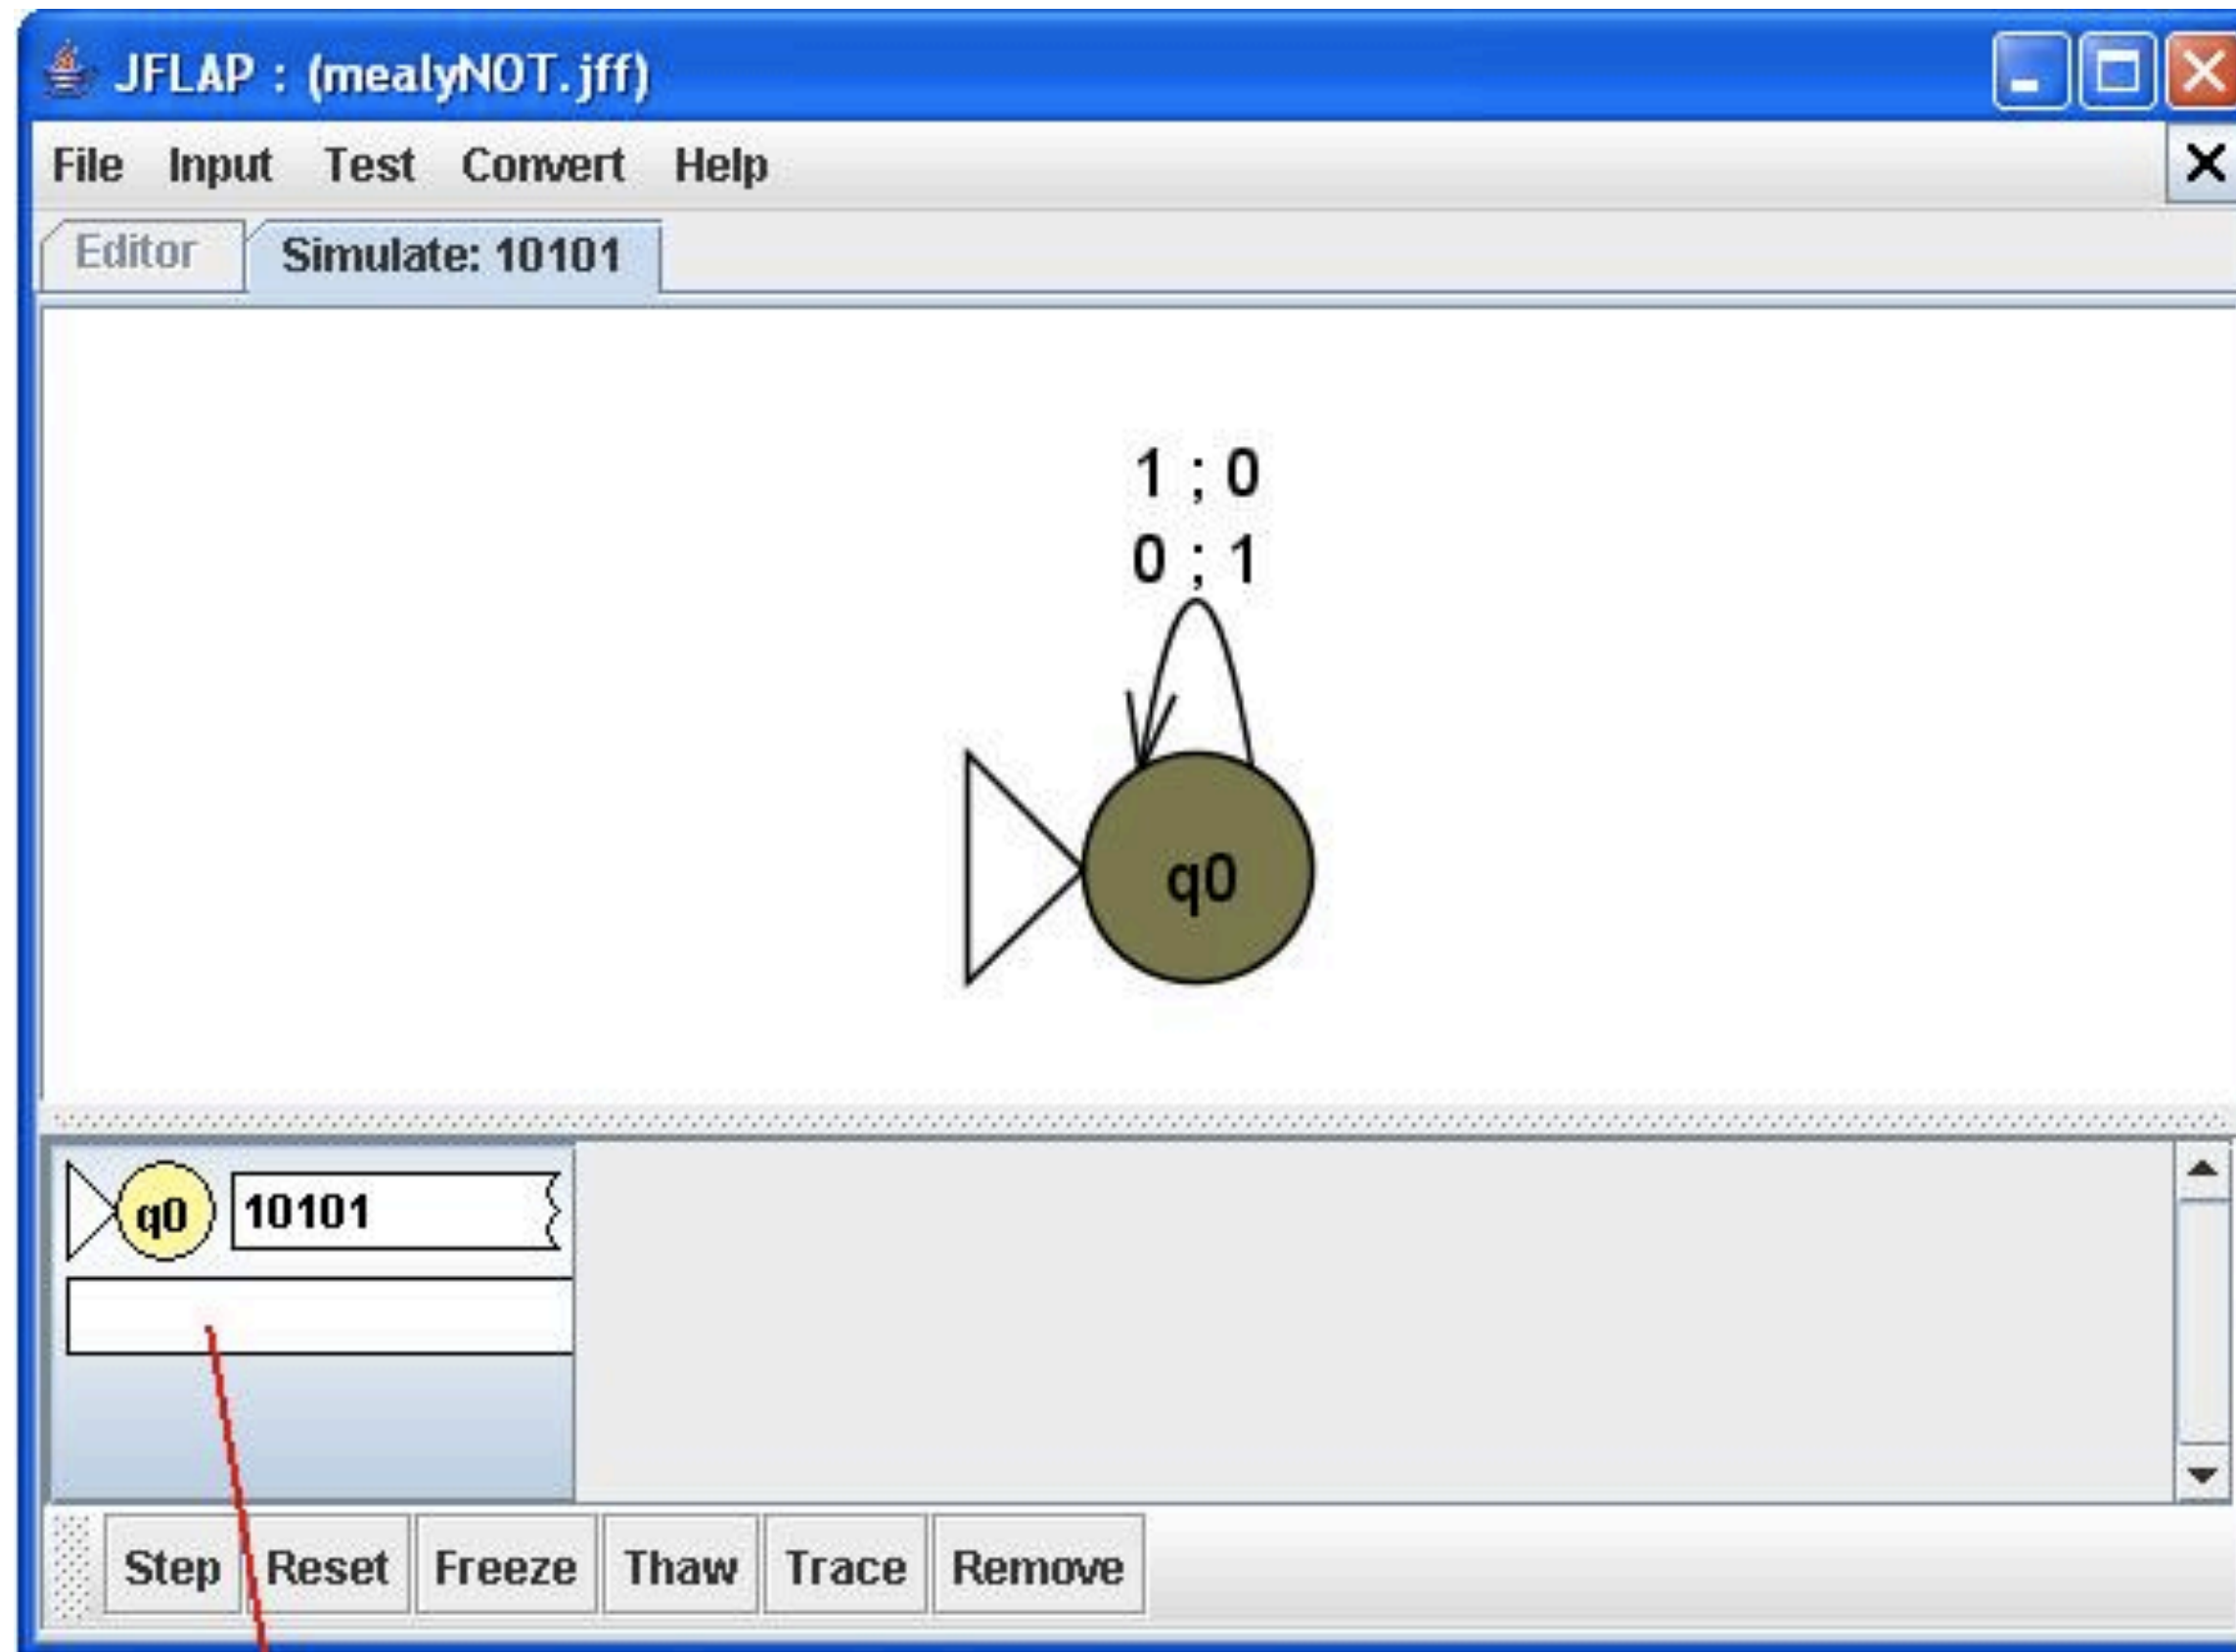 JFLAP : (mealyNOT.jff)
File Input Test Convert Help
Editor Simulate: 10101
1 ; 0
0 ; 1
q0
q0 10101
Step Reset Freeze Thaw Trace Remove